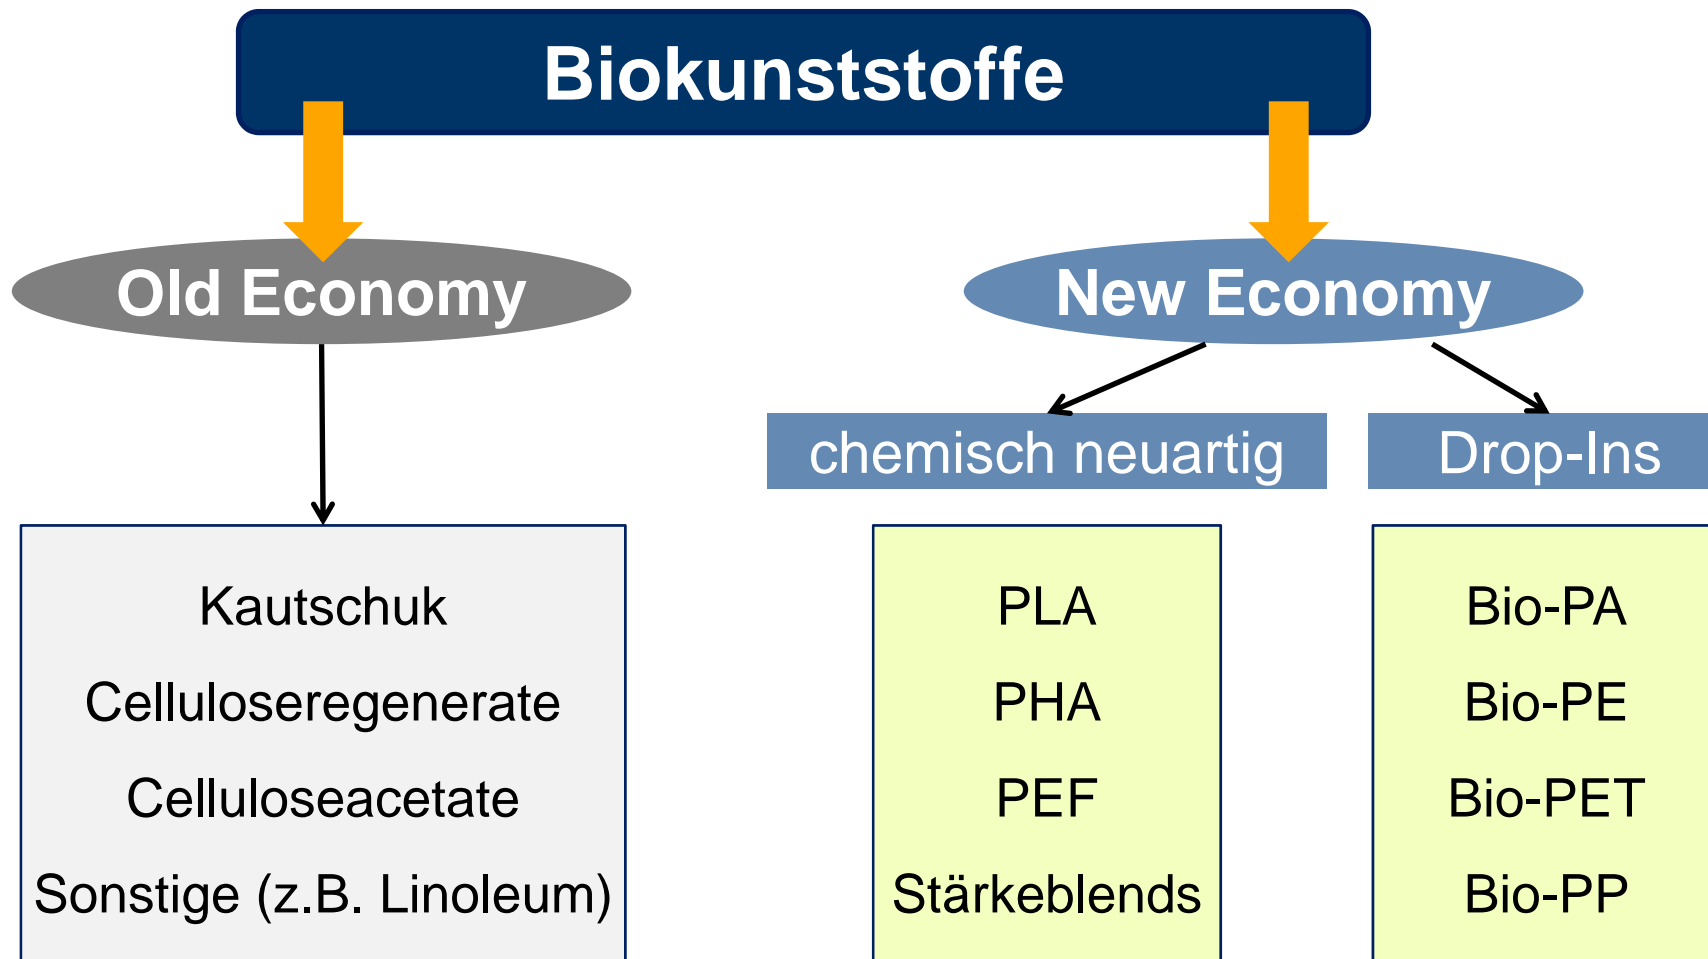 Biokunststoffe
Old Economy
New Economy
chemisch neuartig
Drop-Ins
Kautschuk
Celluloseregenerate
Celluloseacetate
Sonstige (z.B. Linoleum)
PLA
PHA
PEF
Stärkeblends
Bio-PA
Bio-PE
Bio-PET
Bio-PP